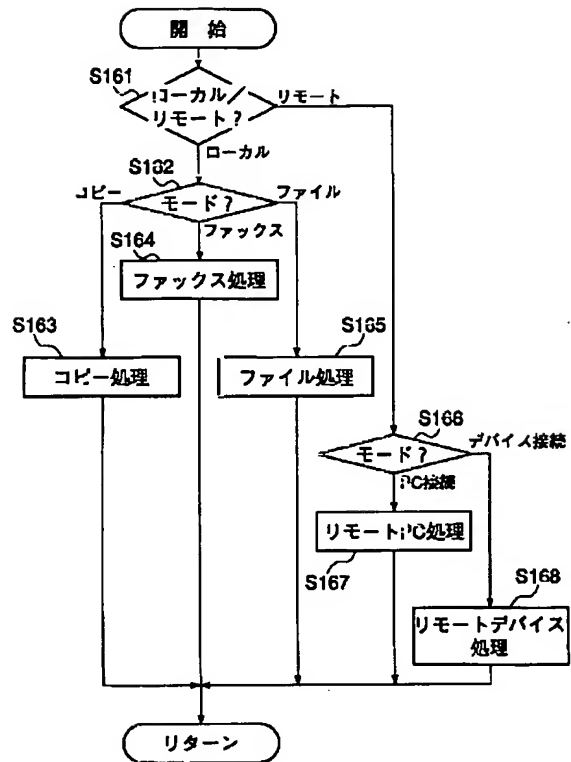 開始
S161
ローカル/
リモート?
リモート
ローカル
S162
コピー
モード?
ファイル
ファックス
S164
ファックス処理
S163
コピー処理
S165
ファイル処理
S166
モード?
デバイス接続
PC接続
リモートPC処理
S167
S168
リモートデバイス
処理
リターン